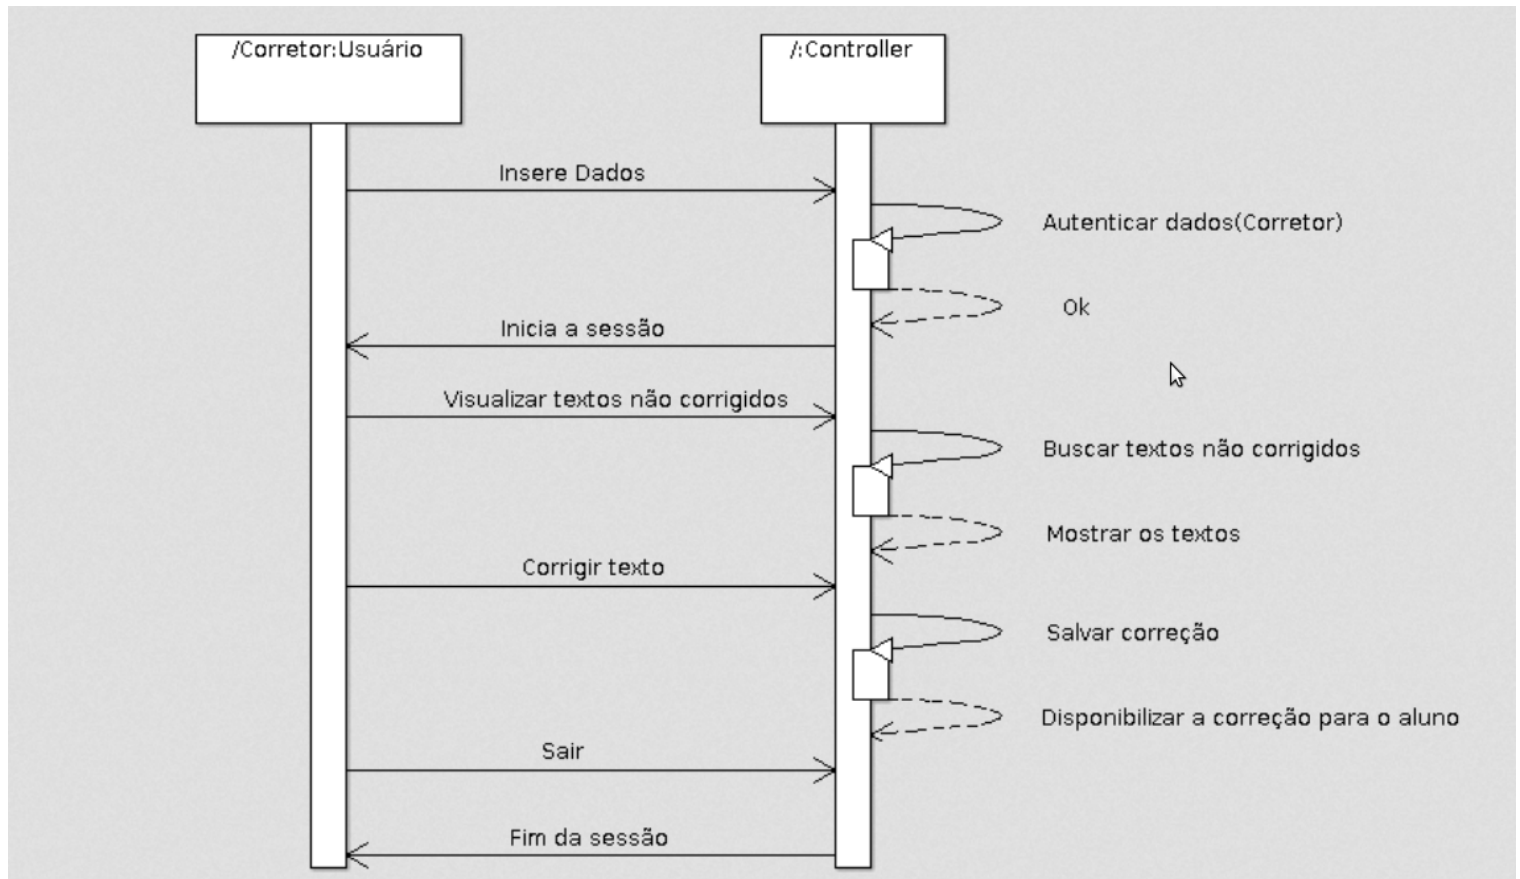 /Corretor:Usuário
/:Controller
Insere Dados
Autenticar dados(Corretor)
Ok
Inicia a sessão
Visualizar textos não corrigidos
Buscar textos não corrigidos
Mostrar os textos
Corrigir texto
Salvar correção
Disponibilizar a correção para o aluno
Sair
Fim da sessão